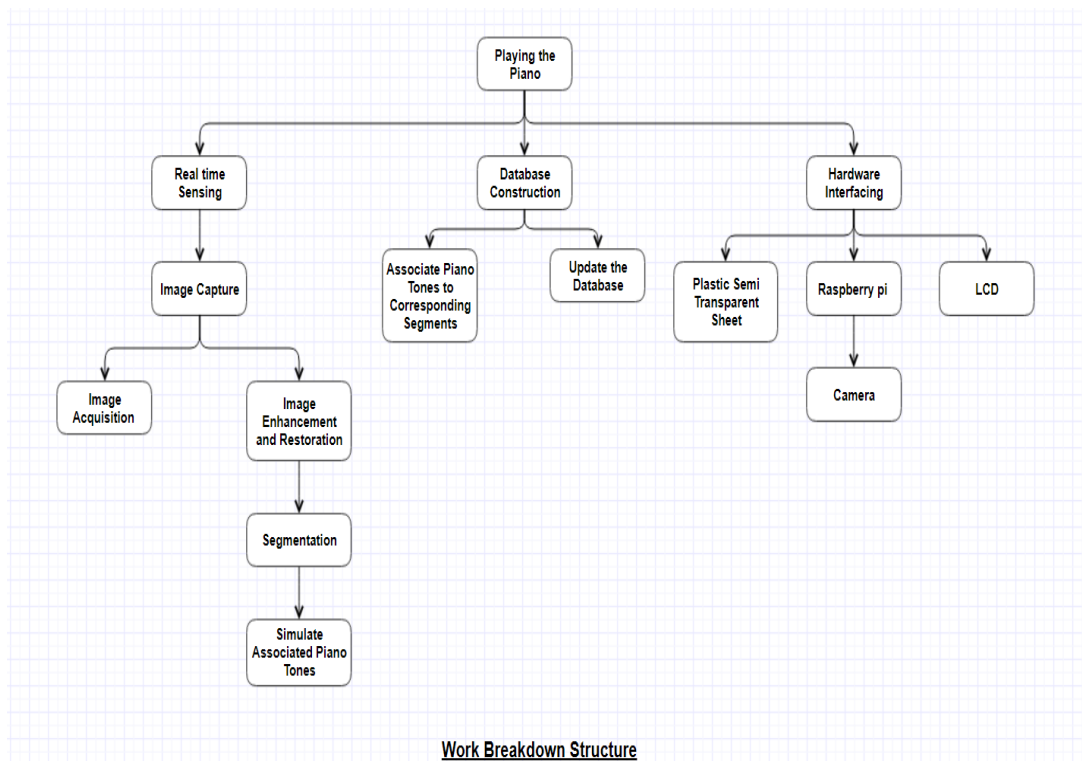 Playing the
Piano
Real time
Sensing
Database
Construction
Hardware
Interfacing
Image Capture
Associate Piano
Tones to
Corresponding
Segments
Update the
Database
Plastic Semi
Transparent
Sheet
Raspberry pi
LCD
Image
Acquisition
Image
Enhancement
and Restoration
Camera
Segmentation
Simulate
Associated Piano
Tones
Work Breakdown Structure